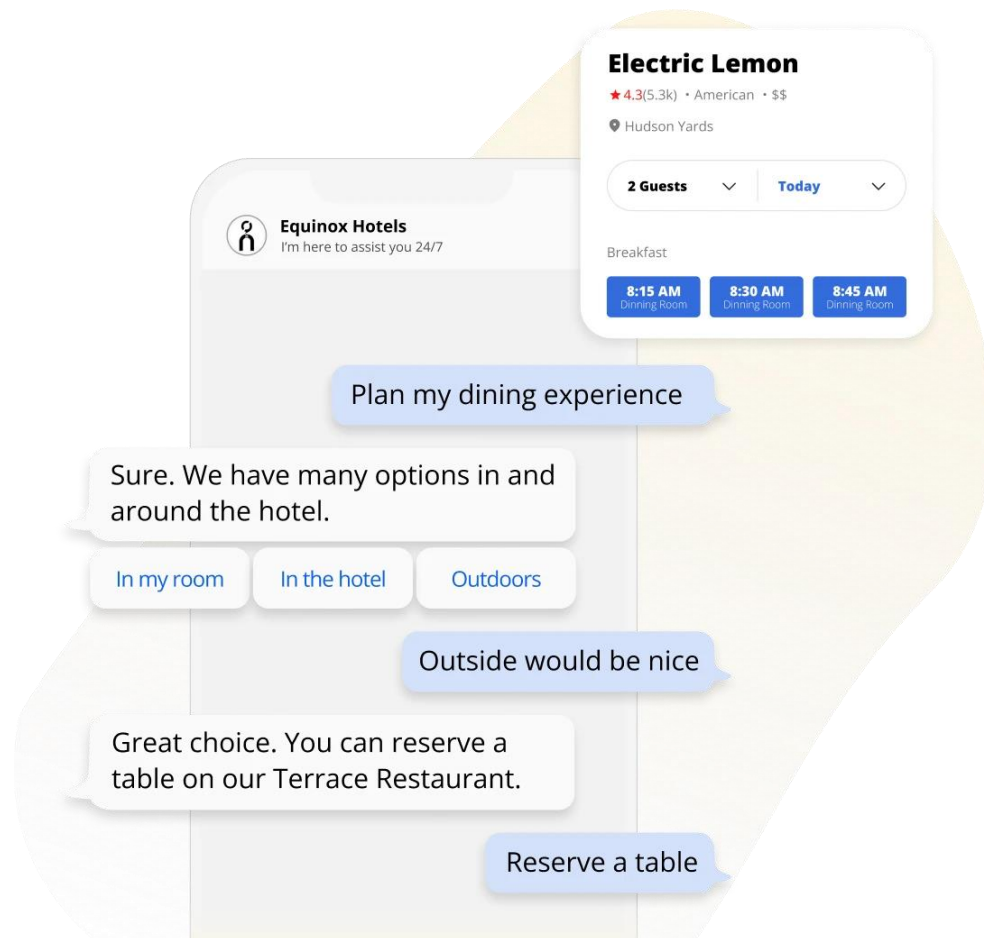 Electric Lemon
★ 4.3(5.3k) • American • $$
Hudson Yards
2 Guests Today
Breakfast
8:15 AM 8:30 AM 8:45 AM
Dinning Room Dinning Room Dinning Room
Equinox Hotels
I'm here to assist you 24/7
Plan my dining experience
Sure. We have many options in and
around the hotel.
In my room In the hotel Outdoors
Outside would be nice
Great choice. You can reserve a
table on our Terrace Restaurant.
Reserve a table